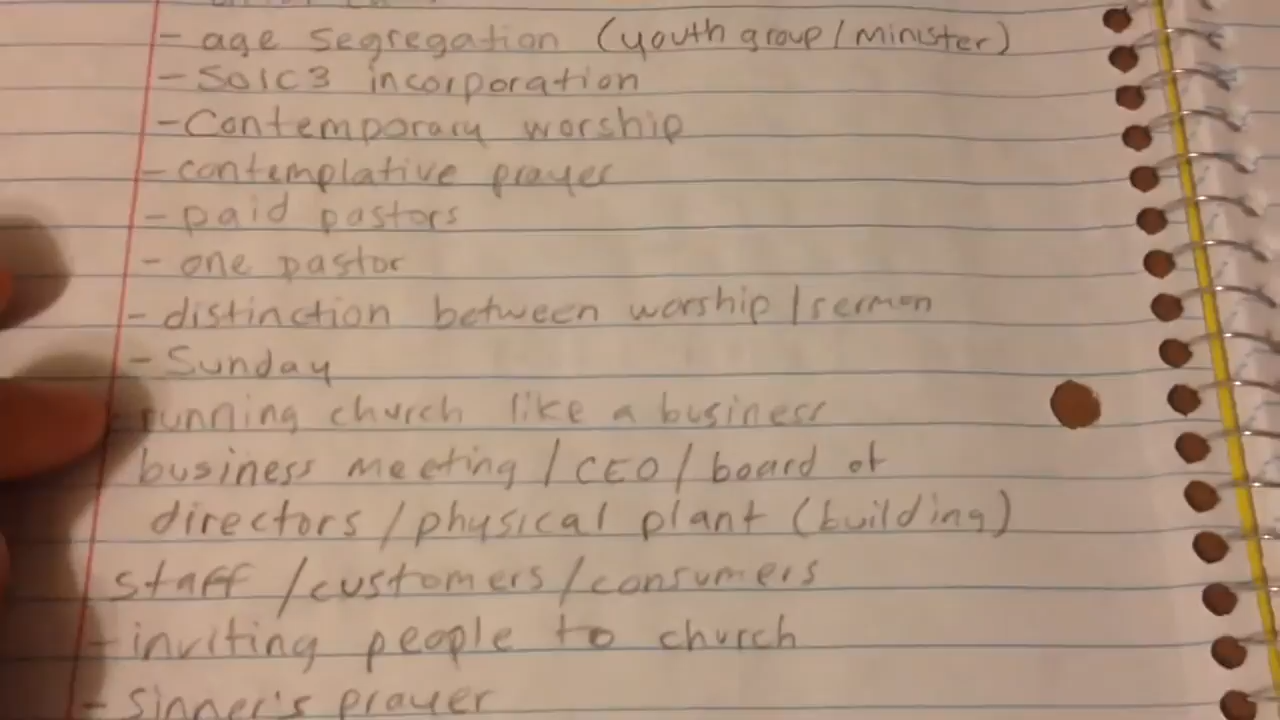 - age segregation (youth group/minister)
- 501C3 incorporation
- Contemporary worship
- contemplative prayer
- paid pastors
- one pastor
- distinction between worship/sermon
- Sunday
- running church like a business
business meeting/CEO/board of
directors/physical plant (building)
staff/customers/consumers
- inviting people to church
- sinner's prayer